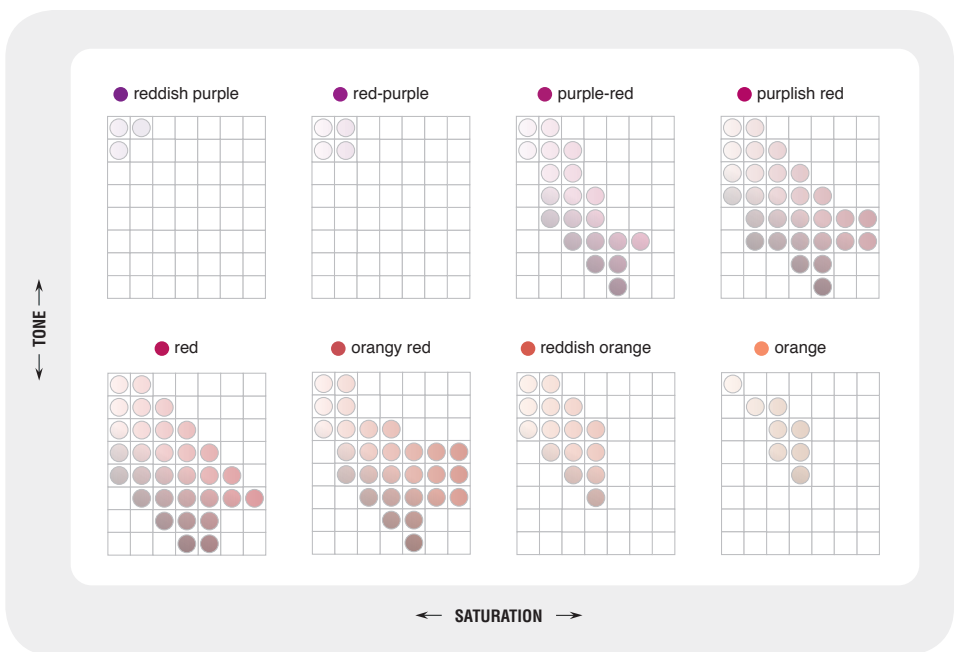 reddish purple
red-purple
purple-red
purplish red
TONE
red
orangy red
reddish orange
orange
SATURATION